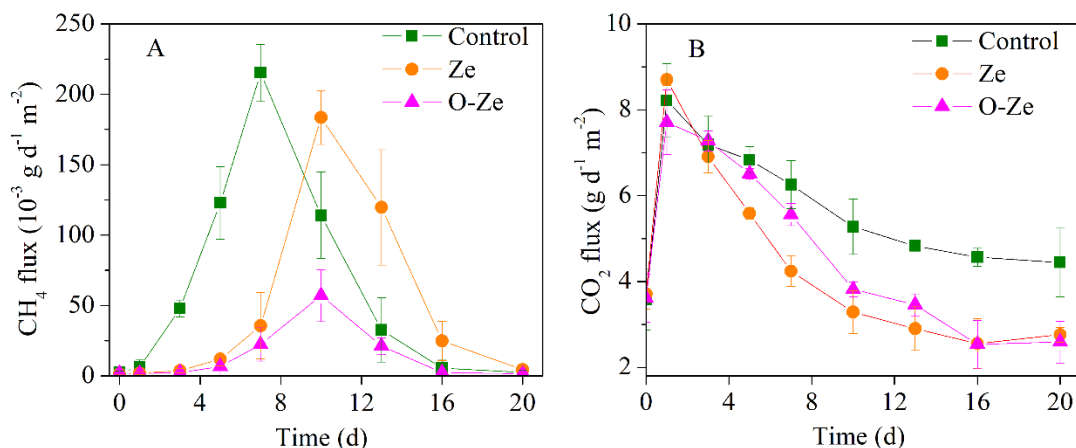 A
Control
Ze
O-Ze
250
200
150
100
50
0
CH4 flux (10-3 g d-1 m-2)
0 4 8 12 16 20
Time (d)
B
Control
Ze
O-Ze
10
8
6
4
2
CO2 flux (g d-1 m-2)
0 4 8 12 16 20
Time (d)